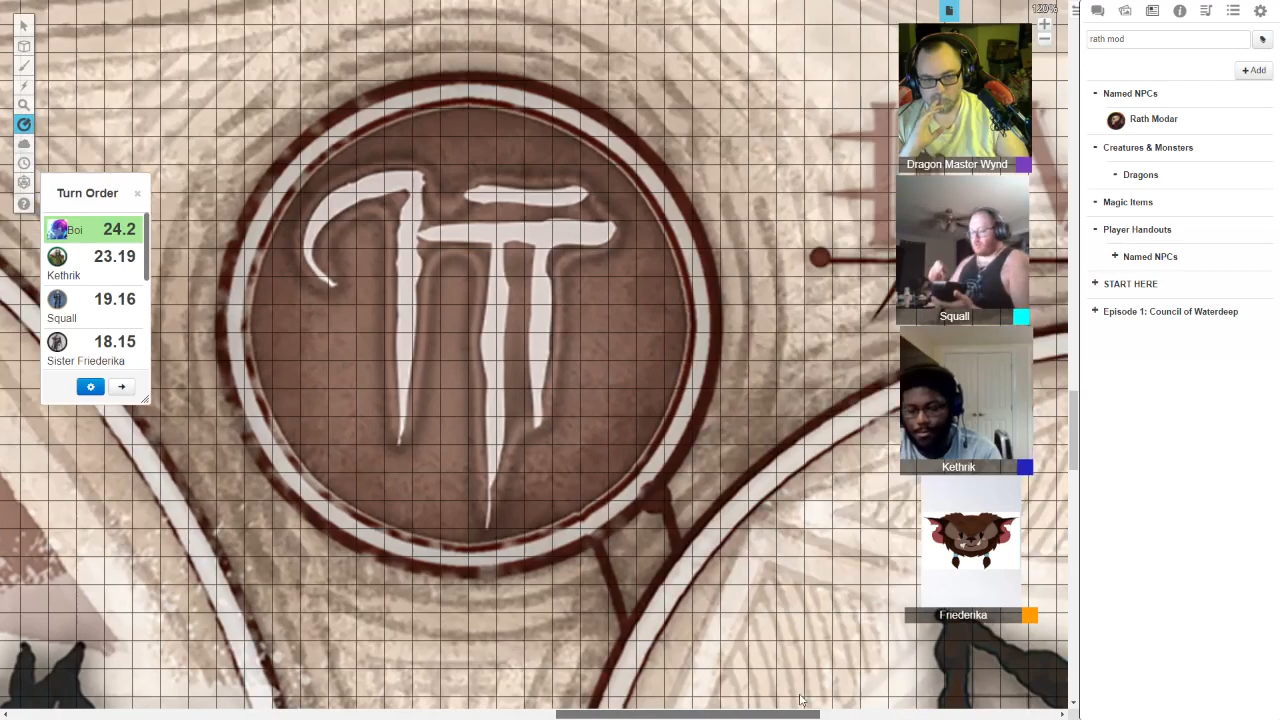 120%
rath mod
+ Add
Named NPCs
Rath Modar
Creatures & Monsters
Dragons
Magic Items
Player Handouts
Named NPCs
START HERE
Episode 1: Council of Waterdeep
Turn Order ×
Boi 24.2
23.19
Kethrik
19.16
Squall
18.15
Sister Friederika
Dragon Master Wynd
Squall
Kethrik
Friederika